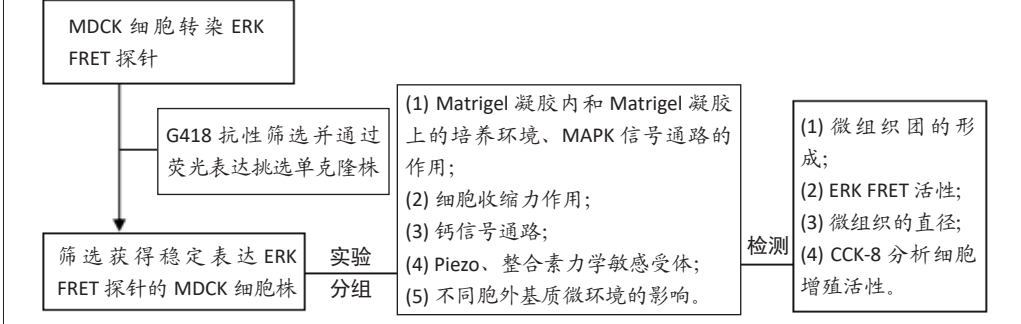 MDCK 细胞转染 ERK
FRET 探针
G418 抗性筛选并通过
荧光表达挑选单克隆株
筛选获得稳定表达 ERK
FRET 探针的 MDCK 细胞株
实验
分组
(1) Matrigel 凝胶内和 Matrigel 凝胶
上的培养环境、MAPK 信号通路的
作用;
(2) 细胞收缩力作用;
(3) 钙信号通路;
(4) Piezo、整合素力学敏感受体;
(5) 不同胞外基质微环境的影响。
检测
(1) 微组织团的形
成;
(2) ERK FRET 活性;
(3) 微组织的直径;
(4) CCK-8 分析细胞
增殖活性。